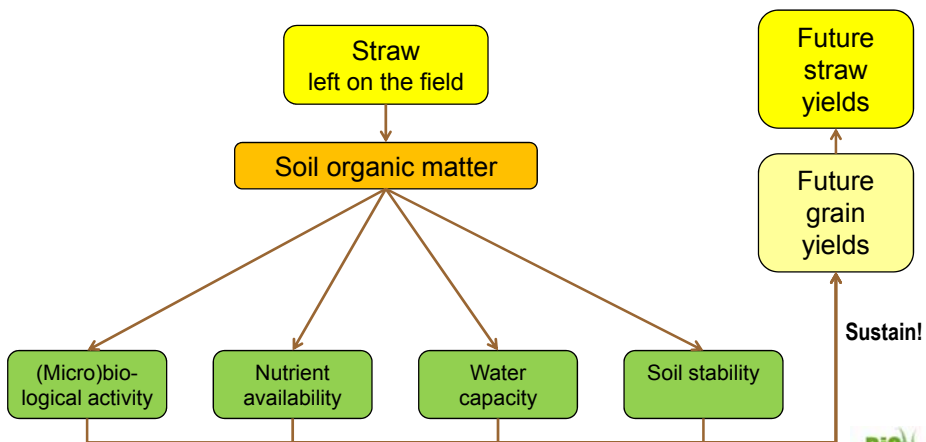 Straw
left on the field
Future
straw
yields
Soil organic matter
Future
grain
yields
Sustain!
(Micro)bio-
logical activity
Nutrient
availability
Water
capacity
Soil stability